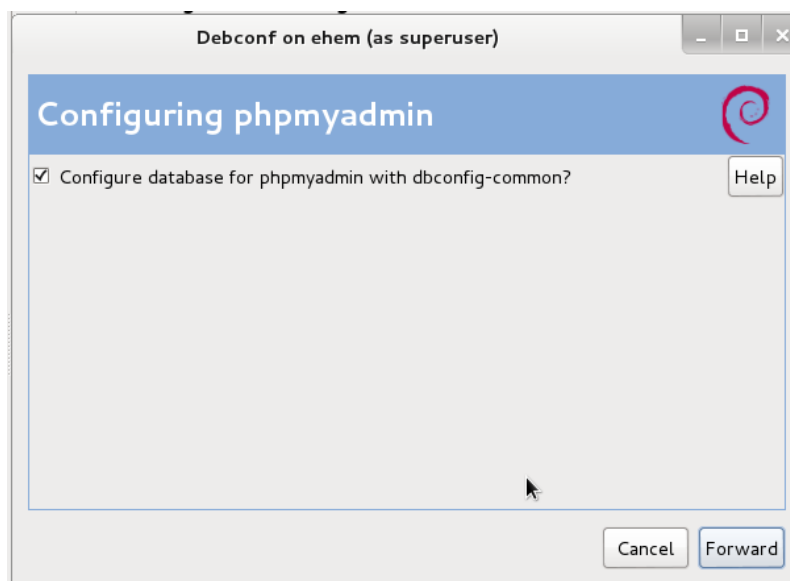 Debconf on ehem (as superuser)
Configuring phpmyadmin
Configure database for phpmyadmin with dbconfig-common?
Help
Cancel
Forward